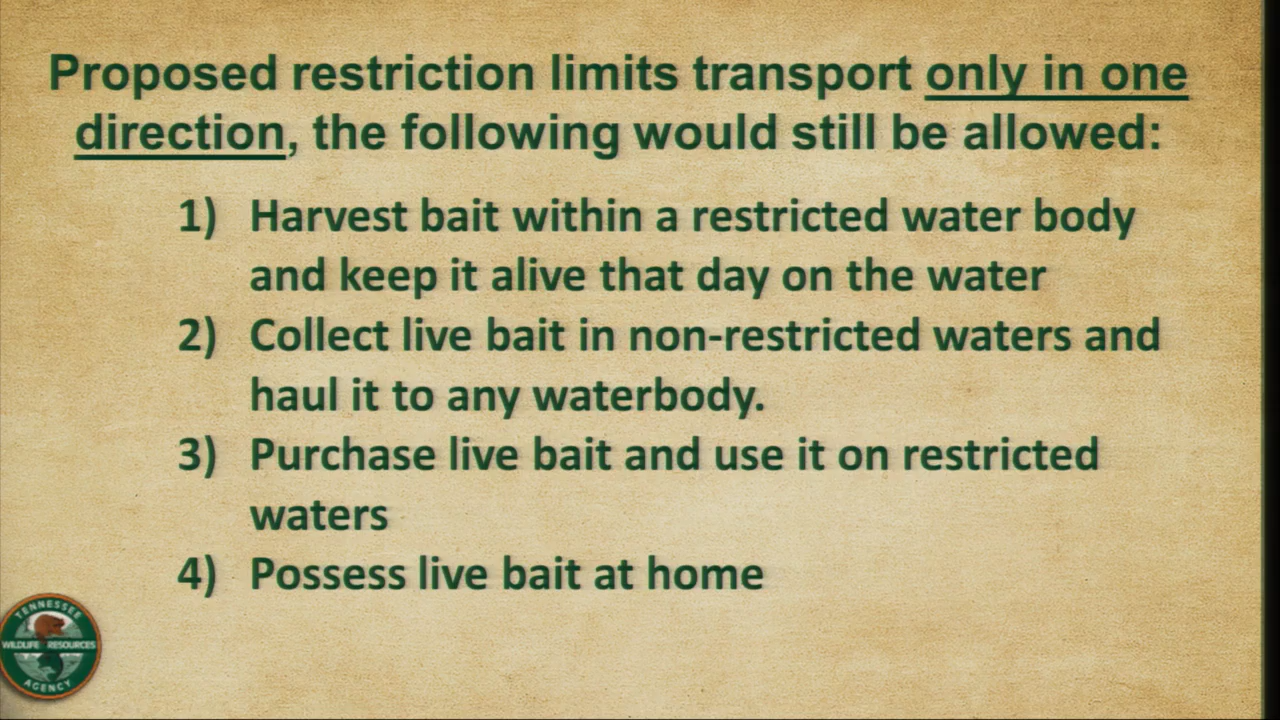 Proposed restriction limits transport only in one
direction, the following would still be allowed:
1) Harvest bait within a restricted water body
and keep it alive that day on the water
2) Collect live bait in non-restricted waters and
haul it to any waterbody.
3) Purchase live bait and use it on restricted
waters
4) Possess live bait at home
TENNESSEE
WILDLIFE RESOURCES
AGENCY